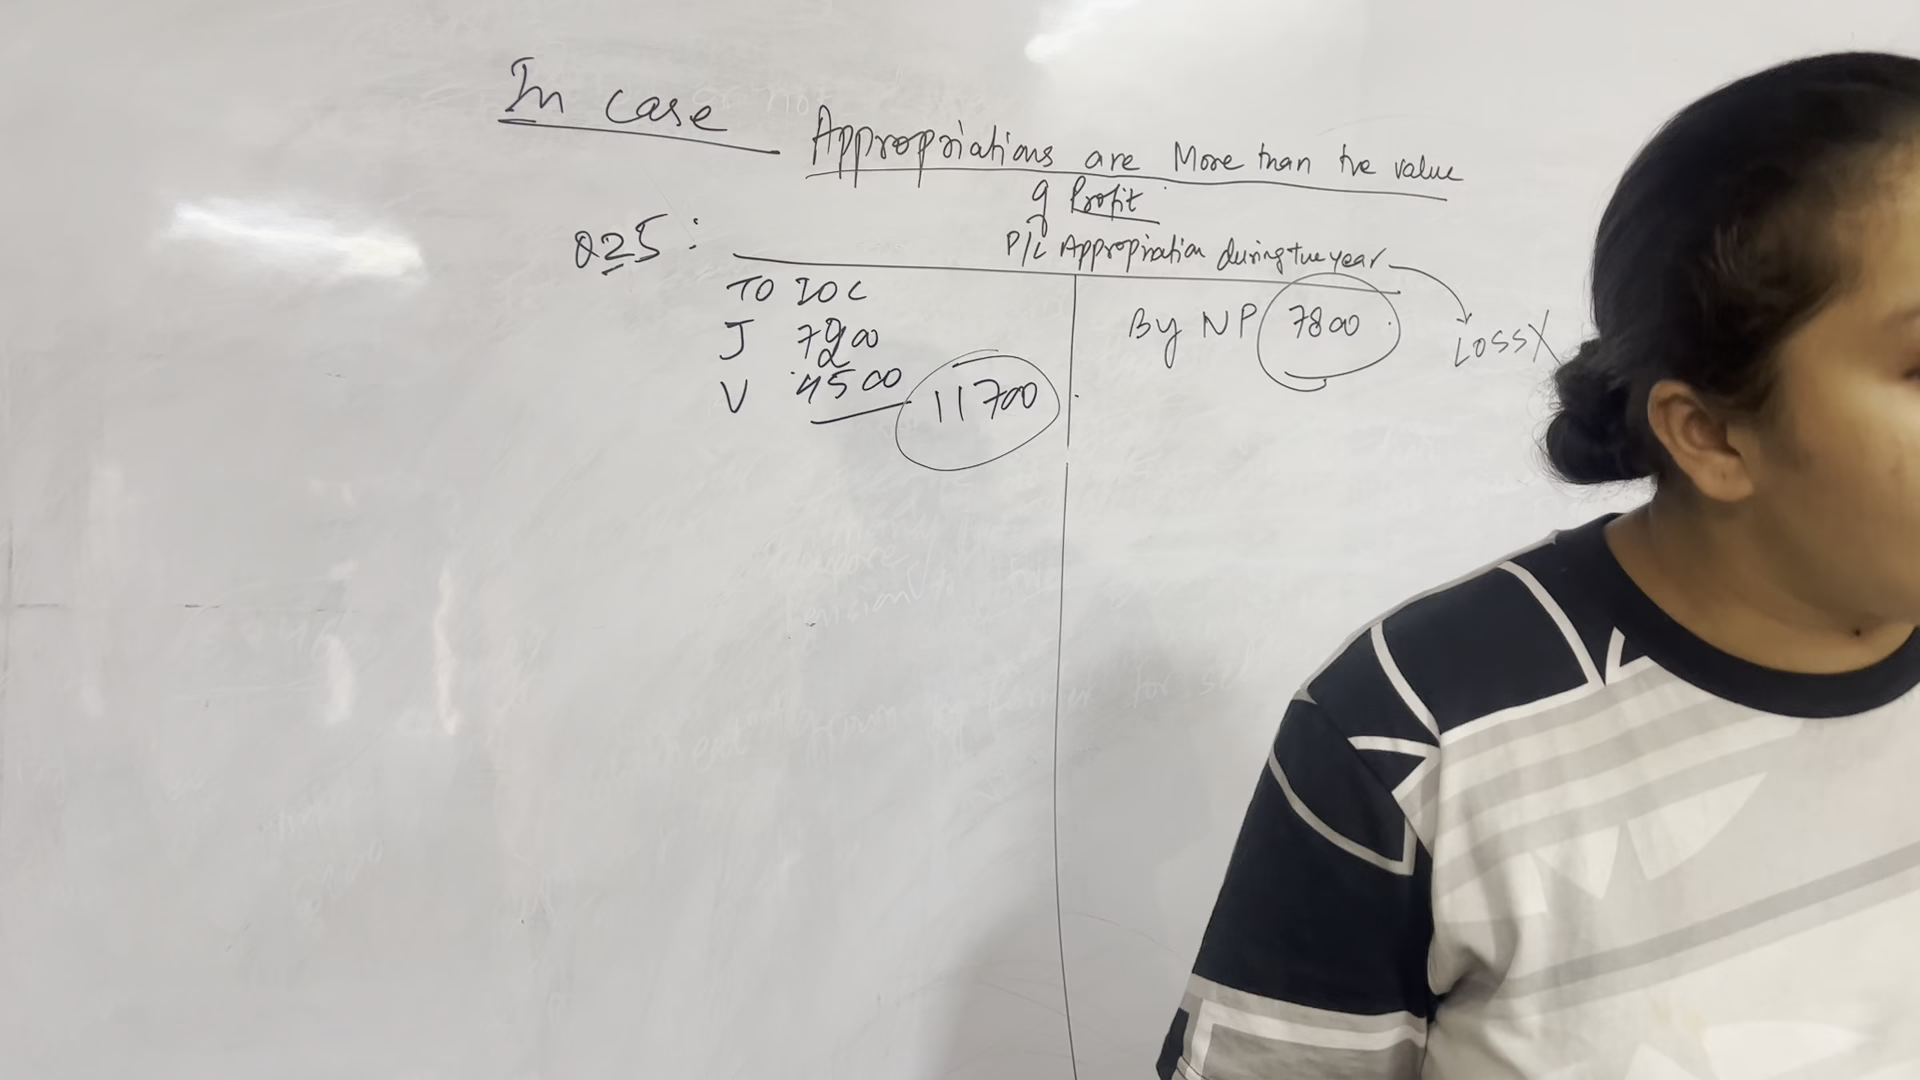 In case
Appropriations are More than the value
of Profit
Q25:
P/L Appropriation during the year
To IOC
J 7200
V 4500
11700
By NP 7800
Loss X